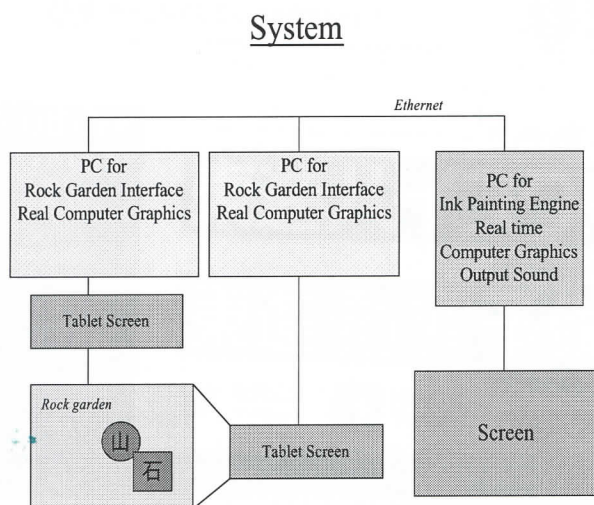 System
Ethernet
PC for
Rock Garden Interface
Real Computer Graphics
PC for
Rock Garden Interface
Real Computer Graphics
PC for
Ink Painting Engine
Real time
Computer Graphics
Output Sound
Tablet Screen
Rock garden
山
石
Tablet Screen
Screen